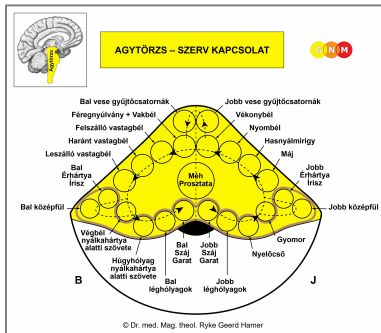 Agytörzs
AGYTÖRZS – SZERV KAPCSOLAT
G N M
Bal vese gyűjtőcsatornák
Jobb vese gyűjtőcsatornák
Féregnyúlvány + Vakbél
Vékonybél
Felszálló vastagbél
Nyombél
Haránt vastagbél
Hasnyálmirigy
Leszálló vastagbél
Máj
Bal
Érhártya
Írisz
Jobb
Érhártya
Írisz
Méh
Prosztata
Bal középfül
Jobb középfül
Végbél
nyálkahártya
alatti szövete
Gyomor
Húgyhólyag
nyálkahártya
alatti szövete
Bal
Száj
Garat
Jobb
Száj
Garat
Nyelőcső
B
J
Bal
léghólyagok
Jobb
léghólyagok
© Dr. med. Mag. theol. Ryke Geerd Hamer